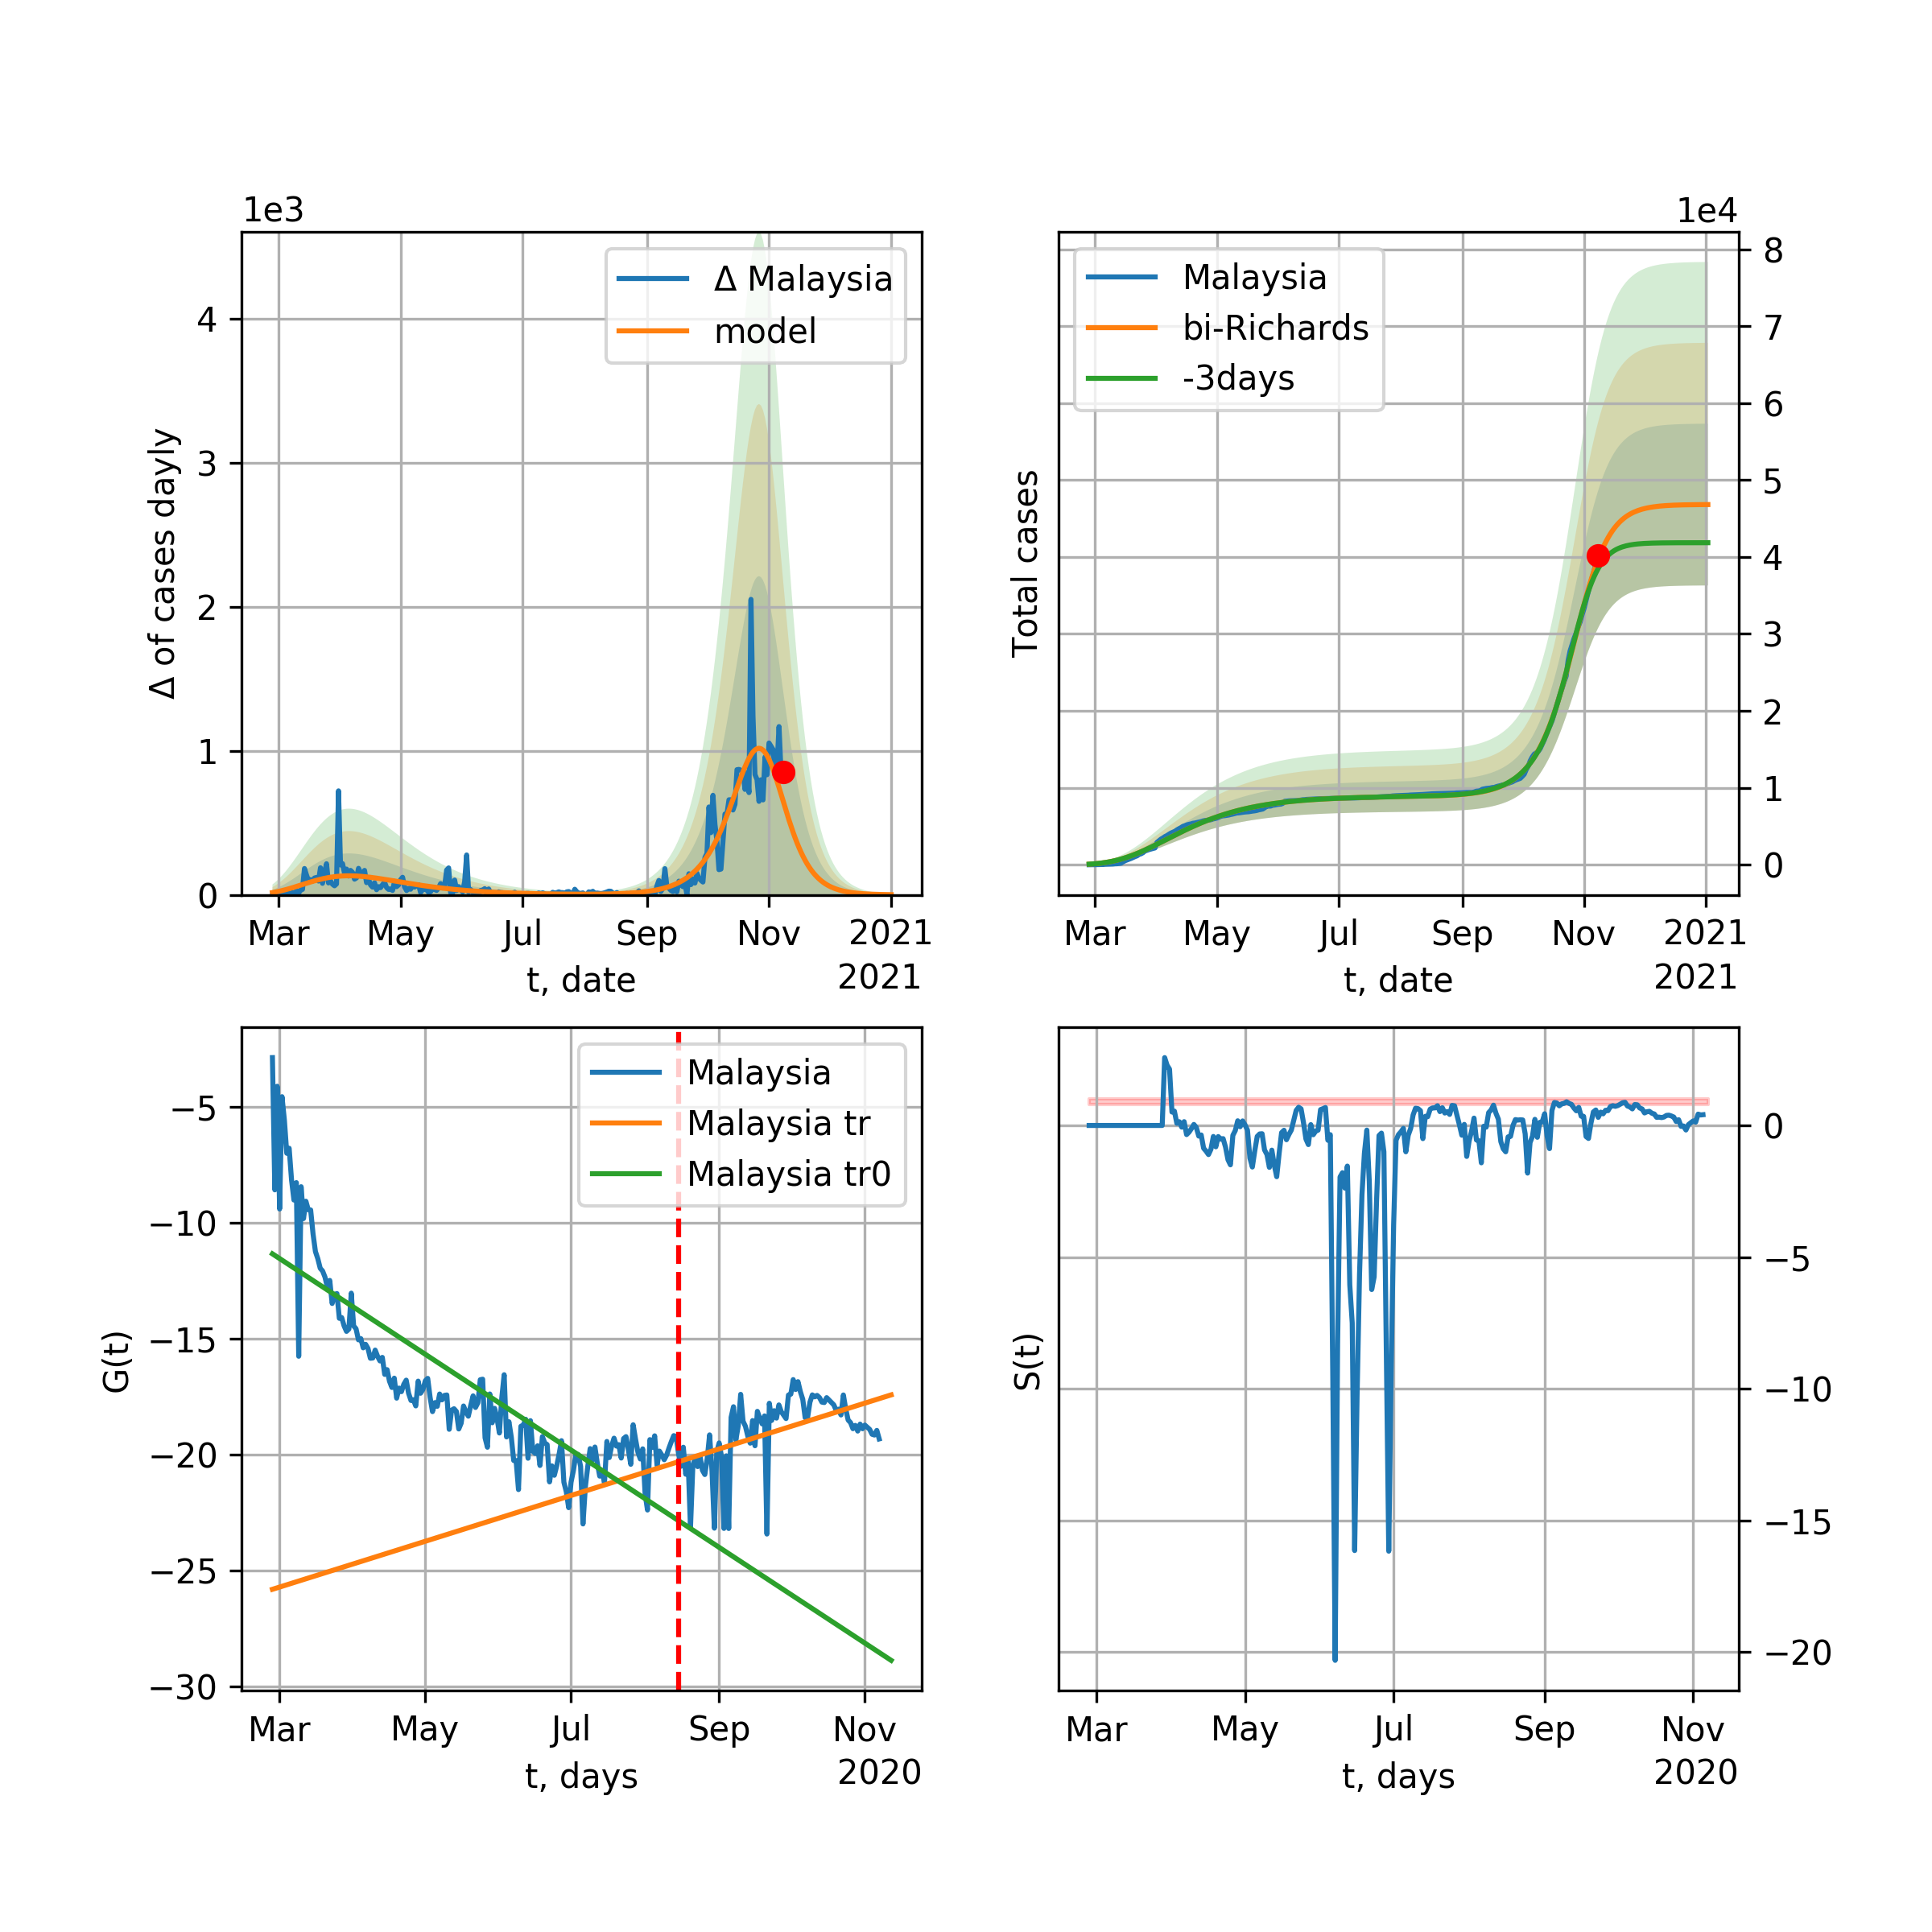 1e3
Δ Malaysia
model
4
3
2
1
0
Δ of cases dayly
Mar May Jul Sep Nov 2021
t, date 2021
1e4
Malaysia
bi-Richards
-3days
8
7
6
5
4
3
2
1
0
Total cases
Mar May Jul Sep Nov 2021
t, date 2021
Malaysia
Malaysia tr
Malaysia tr0
−5
−10
−15
−20
−25
−30
G(t)
Mar May Jul Sep Nov
t, days 2020
0
−5
−10
−15
−20
S(t)
Mar May Jul Sep Nov
t, days 2020